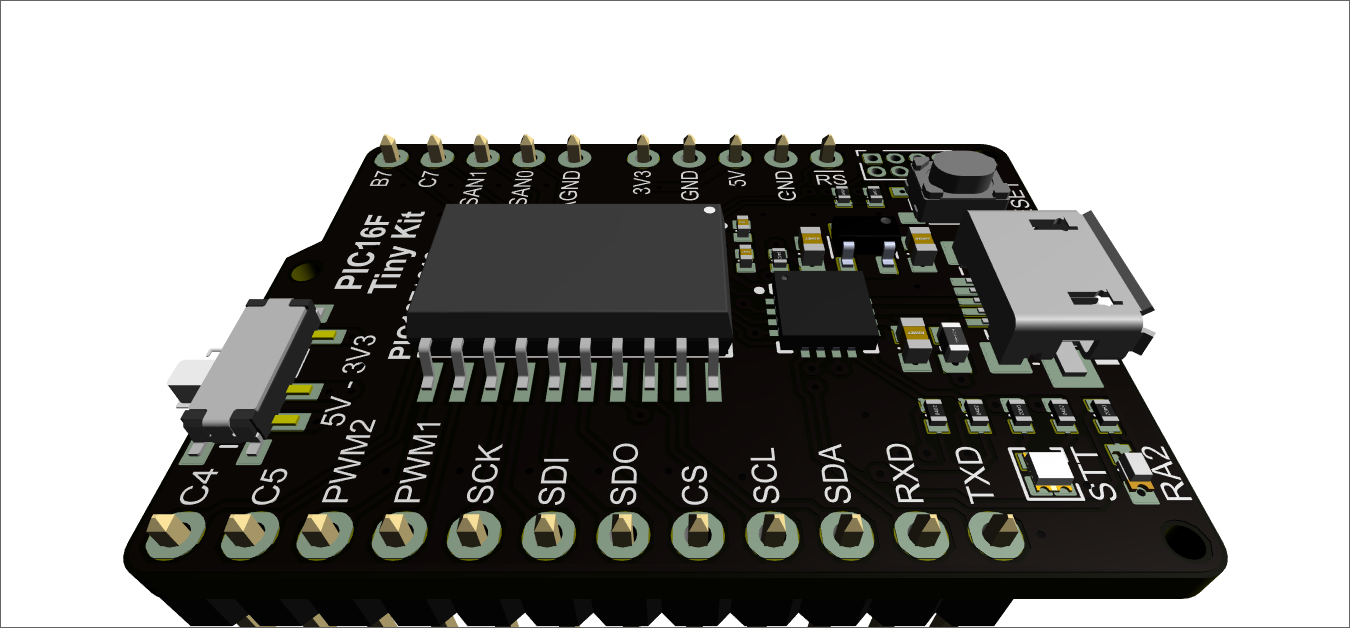 B7
C7
SAN1
SAN0
AGND
3V3
GND
5V
GND
RS
PIC16F
Tiny Kit
5V - 3V3
C4
C5
PWM2
PWM1
SCK
SDI
SDO
CS
SCL
SDA
RXD
TXD
STT
RA2